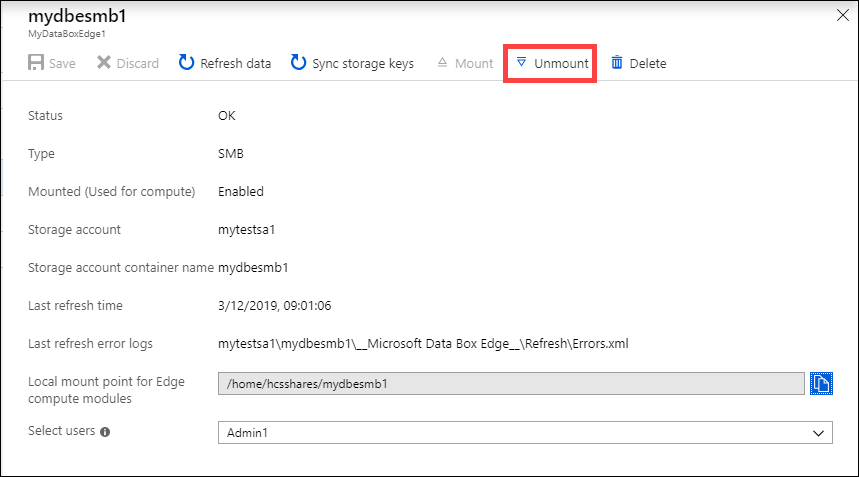 mydbesmb1
MyDataBoxEdge1
Save Discard Refresh data Sync storage keys Mount Unmount Delete
Status OK
Type SMB
Mounted (Used for compute) Enabled
Storage account mytestsa1
Storage account container name mydbesmb1
Last refresh time 3/12/2019, 09:01:06
Last refresh error logs mytestsa1\mydbesmb1\__Microsoft Data Box Edge__\Refresh\Errors.xml
Local mount point for Edge /home/hcsshares/mydbesmb1
compute modules
Select users Admin1